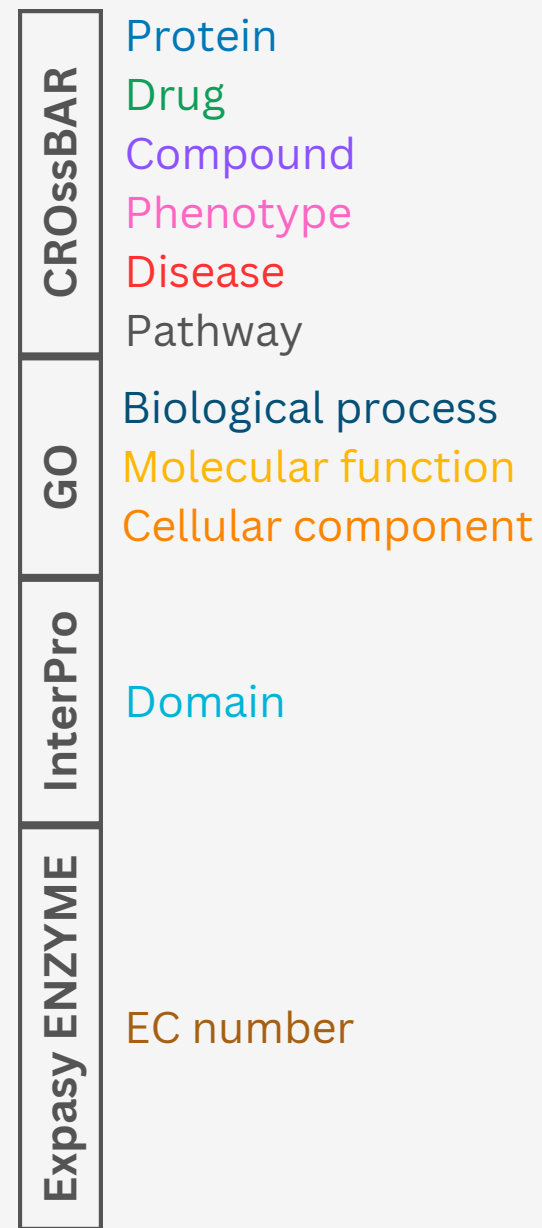 CROssBAR
Protein
Drug
Compound
Phenotype
Disease
Pathway
GO
Biological process
Molecular function
Cellular component
InterPro
Domain
Expasy ENZYME
EC number